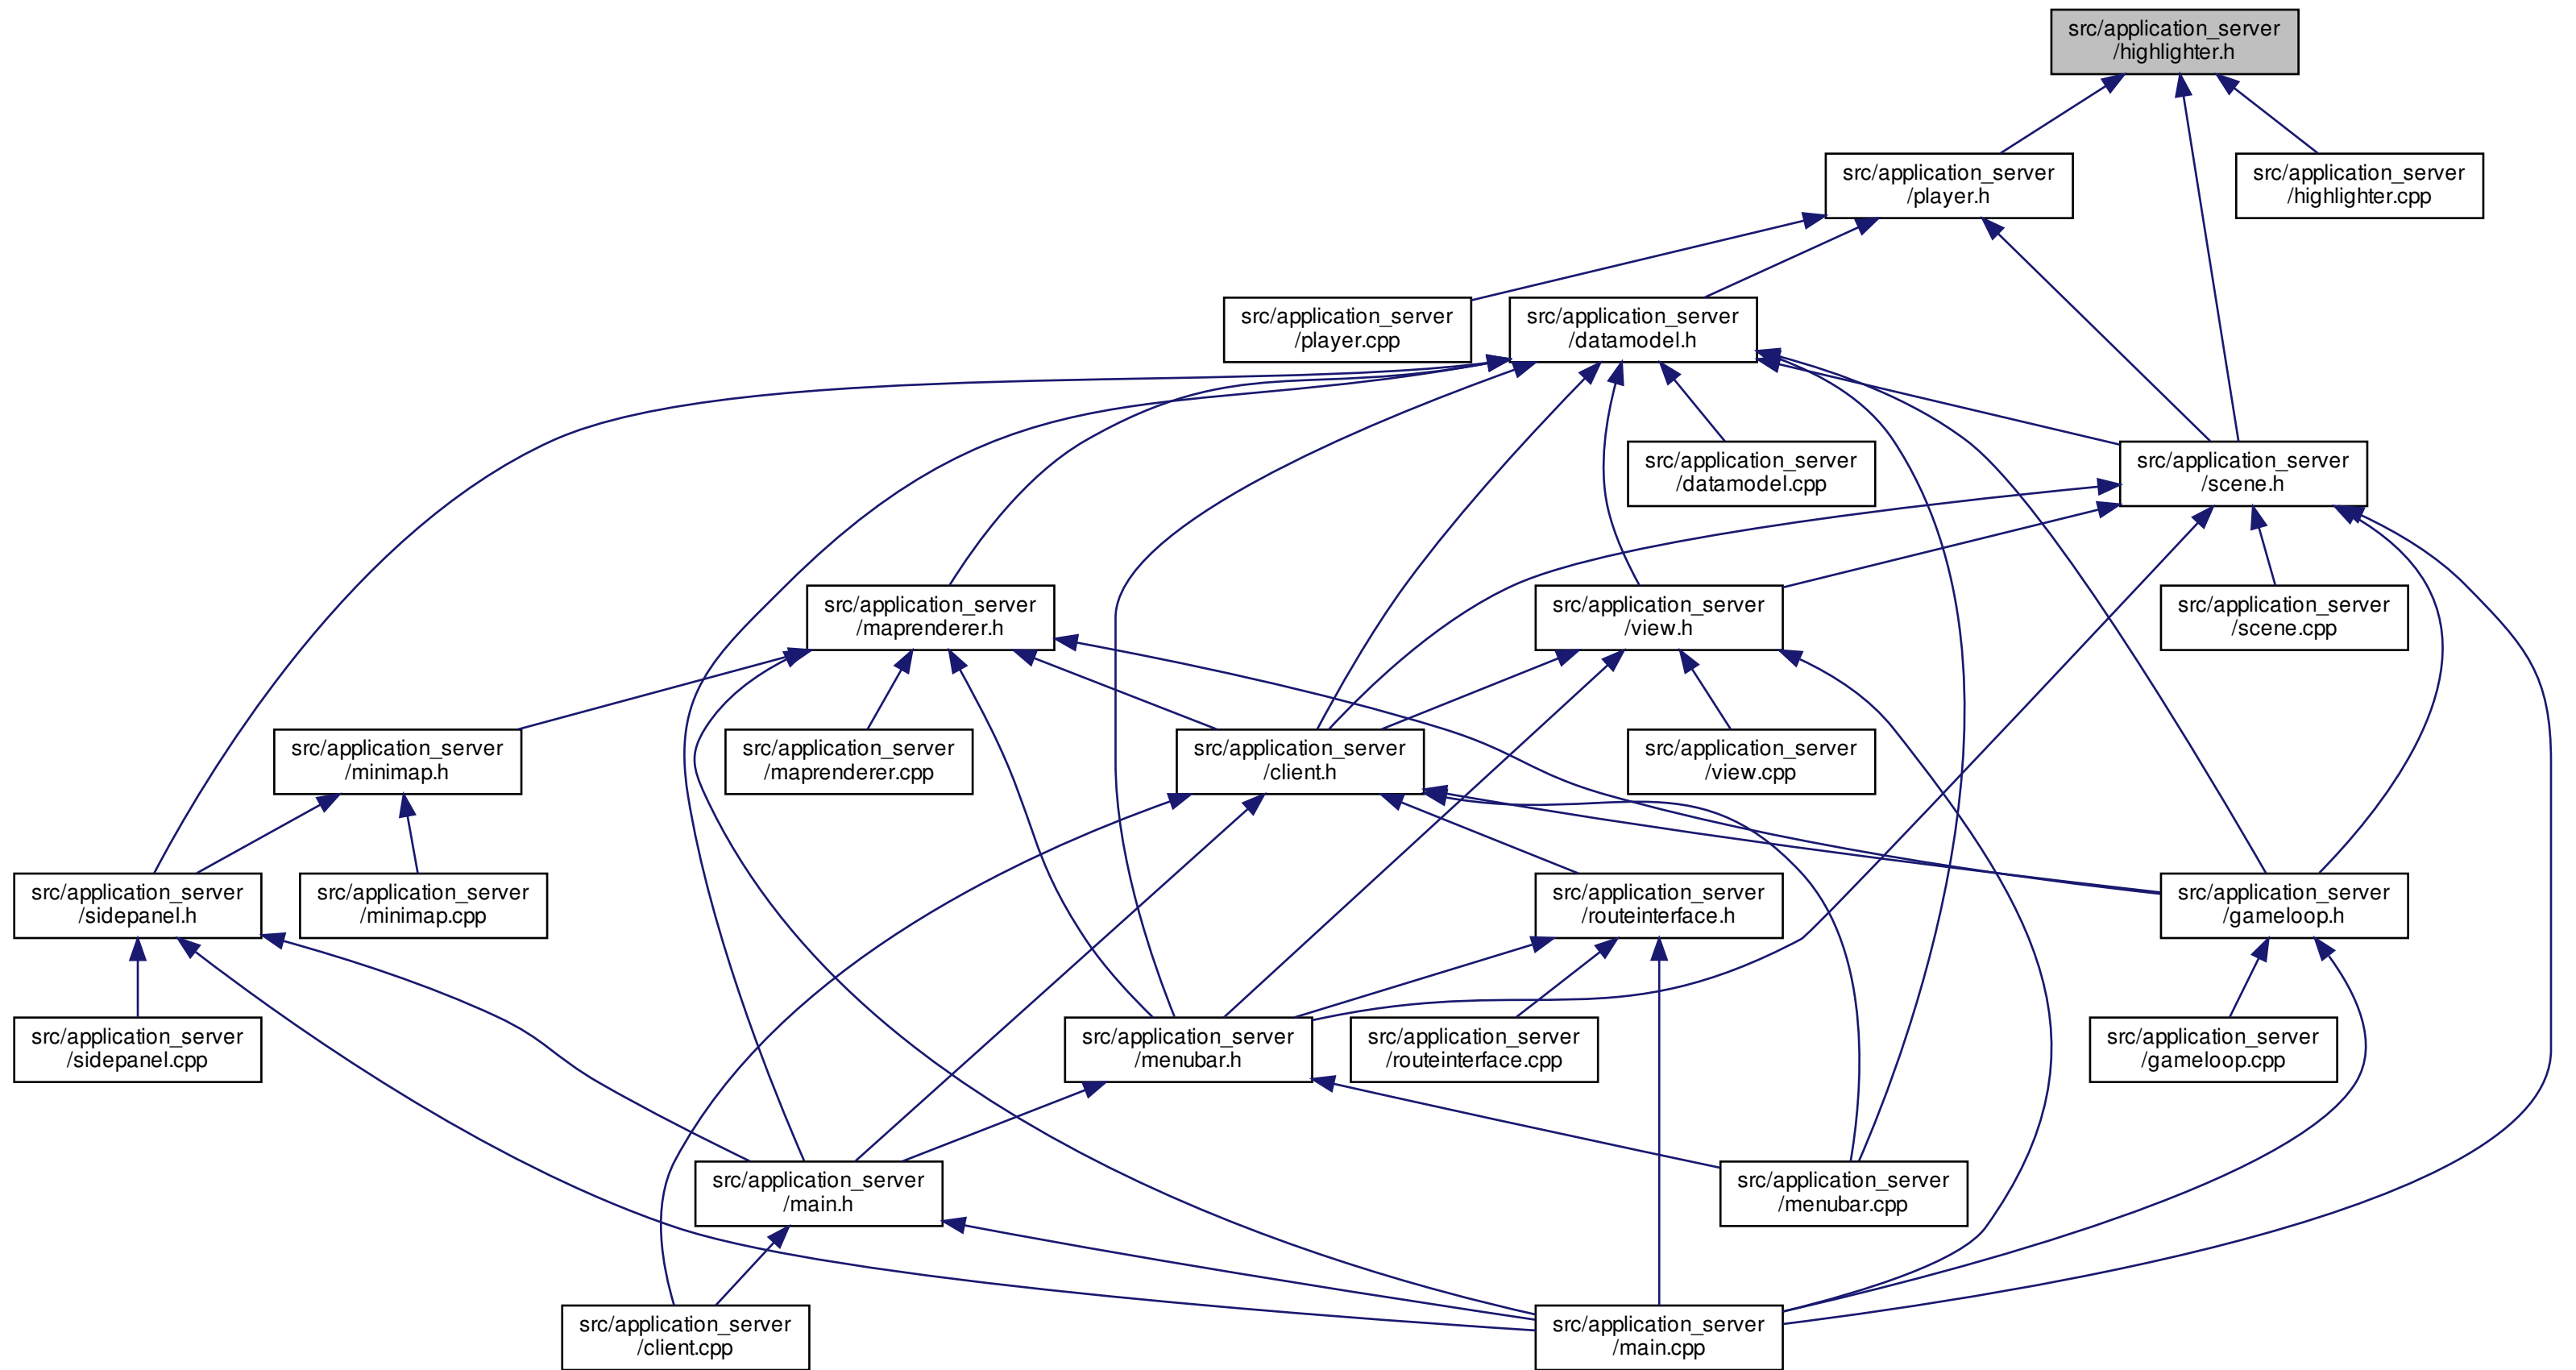 src/application_server
/highlighter.h
src/application_server
/player.h
src/application_server
/highlighter.cpp
src/application_server
/player.cpp
src/application_server
/datamodel.h
src/application_server
/datamodel.cpp
src/application_server
/scene.h
src/application_server
/maprenderer.h
src/application_server
/view.h
src/application_server
/scene.cpp
src/application_server
/minimap.h
src/application_server
/maprenderer.cpp
src/application_server
/client.h
src/application_server
/view.cpp
src/application_server
/sidepanel.h
src/application_server
/minimap.cpp
src/application_server
/routeinterface.h
src/application_server
/gameloop.h
src/application_server
/sidepanel.cpp
src/application_server
/menubar.h
src/application_server
/routeinterface.cpp
src/application_server
/gameloop.cpp
src/application_server
/main.h
src/application_server
/menubar.cpp
src/application_server
/client.cpp
src/application_server
/main.cpp